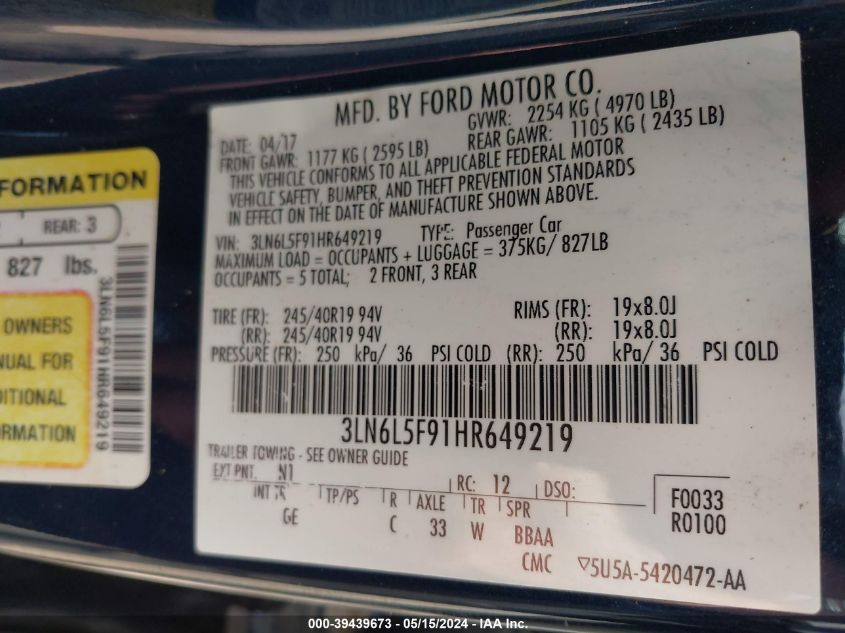 MFD. BY FORD MOTOR CO.
DATE: 04/17 GVWR: 2254 KG ( 4970 LB)
FRONT GAWR: 1177 KG ( 2595 LB) REAR GAWR: 1105 KG ( 2435 LB)
THIS VEHICLE CONFORMS TO ALL APPLICABLE FEDERAL MOTOR
VEHICLE SAFETY, BUMPER, AND THEFT PREVENTION STANDARDS
IN EFFECT ON THE DATE OF MANUFACTURE SHOWN ABOVE.
VIN: 3LN6L5F91HR649219 TYPE: Passenger Car
MAXIMUM LOAD = OCCUPANTS + LUGGAGE = 375KG/ 827LB
OCCUPANTS = 5 TOTAL; 2 FRONT, 3 REAR
TIRE (FR): 245/40R19 94V RIMS (FR): 19x8.0J
(RR): 245/40R19 94V (RR): 19x8.0J
PRESSURE (FR): 250 kPa/ 36 PSI COLD (RR): 250 kPa/ 36 PSI COLD
3LN6L5F91HR649219
TRAILER TOWING - SEE OWNER GUIDE
EXT PNT: N1 RC: 12 DSO:
INT TR TP/PS R AXLE TR SPR
GE C 33 W BBAA
CMC
F0033
R0100
▽5U5A-5420472-AA
FORMATION
REAR: 3
827 lbs.
OWNERS
NUAL FOR
DITIONAL
ORMATION
3LN6L5F91HR649219
000-39439673 - 05/15/2024 - IAA Inc.